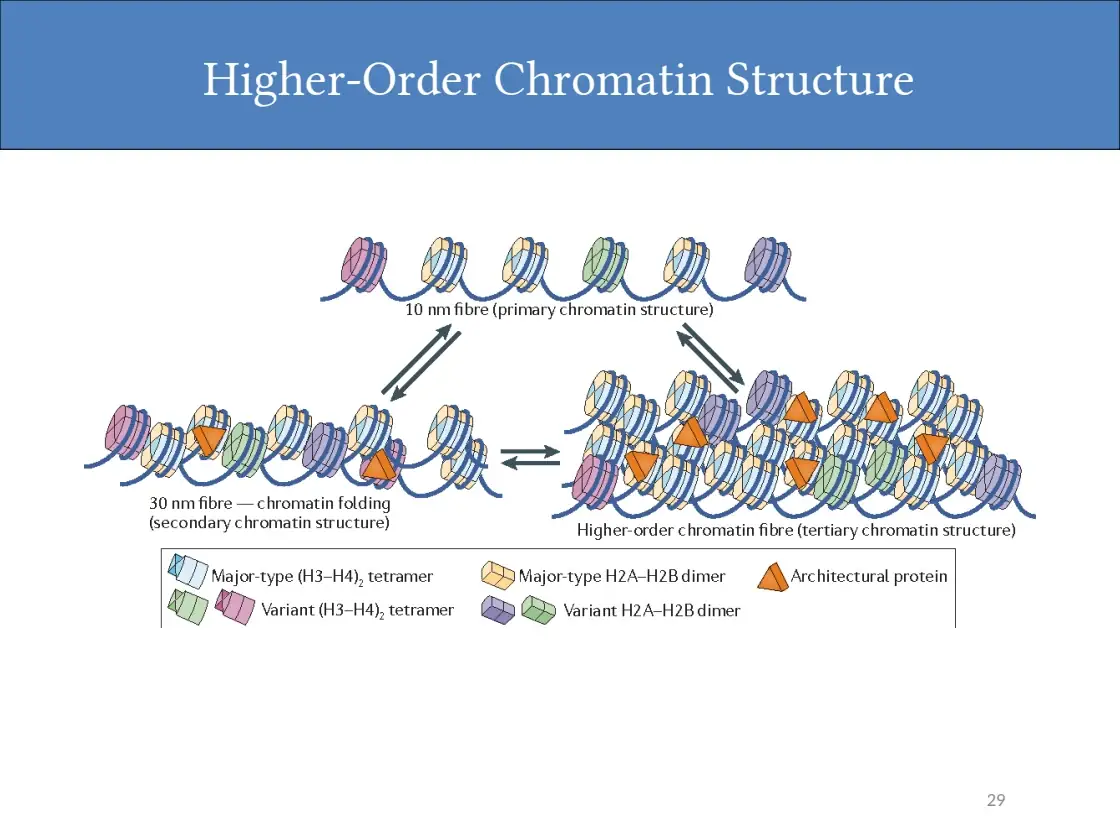 Higher-Order Chromatin Structure
10 nm fibre (primary chromatin structure)
30 nm fibre — chromatin folding
(secondary chromatin structure)
Higher-order chromatin fibre (tertiary chromatin structure)
Major-type (H3–H4)₂ tetramer
Major-type H2A–H2B dimer
Architectural protein
Variant (H3–H4)₂ tetramer
Variant H2A–H2B dimer
29